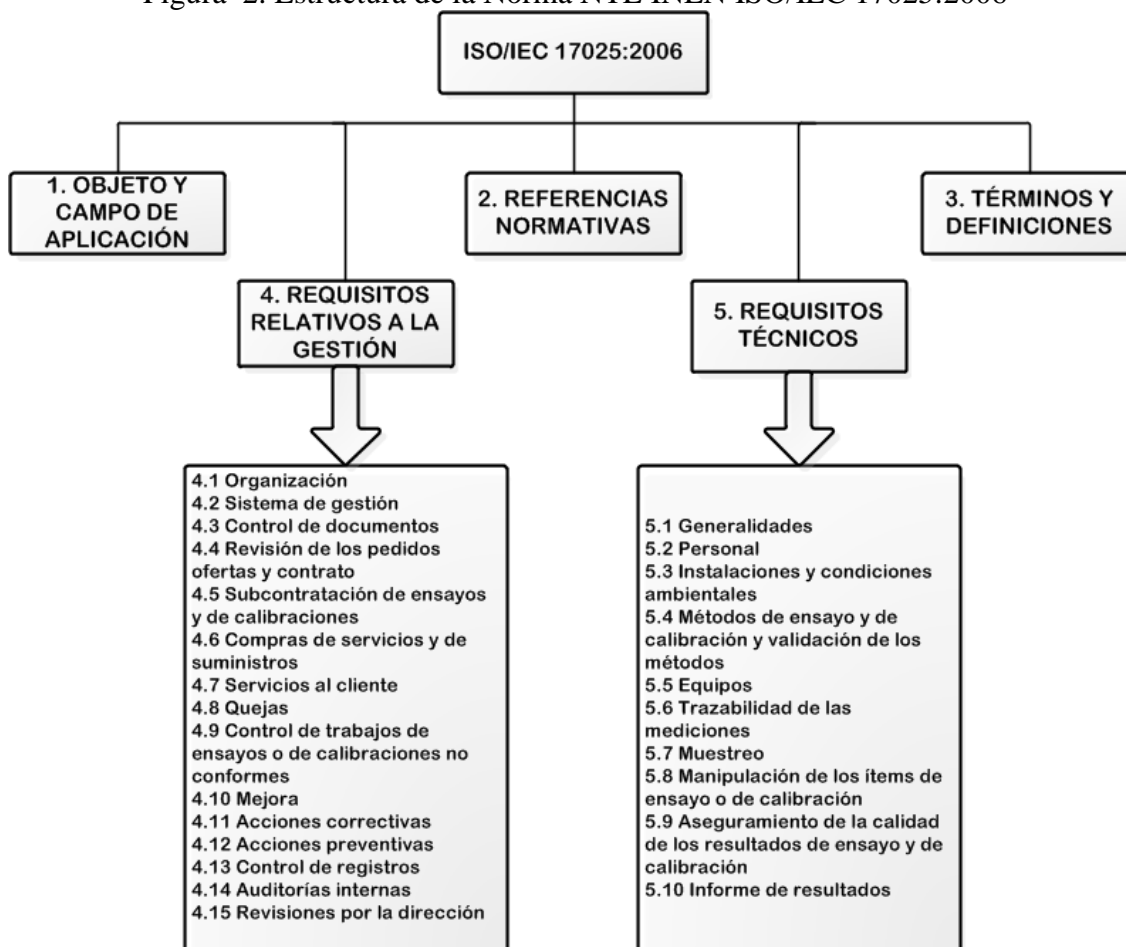 Figura 2. Estructura de la Norma NTE INEN ISO/IEC 17025:2006
ISO/IEC 17025:2006
1. OBJETO Y
CAMPO DE
APLICACIÓN
2. REFERENCIAS
NORMATIVAS
3. TÉRMINOS Y
DEFINICIONES
4. REQUISITOS
RELATIVOS A LA
GESTIÓN
5. REQUISITOS
TÉCNICOS
4.1 Organización
4.2 Sistema de gestión
4.3 Control de documentos
4.4 Revisión de los pedidos
ofertas y contrato
4.5 Subcontratación de ensayos
y de calibraciones
4.6 Compras de servicios y de
suministros
4.7 Servicios al cliente
4.8 Quejas
4.9 Control de trabajos de
ensayos o de calibraciones no
conformes
4.10 Mejora
4.11 Acciones correctivas
4.12 Acciones preventivas
4.13 Control de registros
4.14 Auditorías internas
4.15 Revisiones por la dirección
5.1 Generalidades
5.2 Personal
5.3 Instalaciones y condiciones
ambientales
5.4 Métodos de ensayo y de
calibración y validación de los
métodos
5.5 Equipos
5.6 Trazabilidad de las
mediciones
5.7 Muestreo
5.8 Manipulación de los ítems de
ensayo o de calibración
5.9 Aseguramiento de la calidad
de los resultados de ensayo y de
calibración
5.10 Informe de resultados